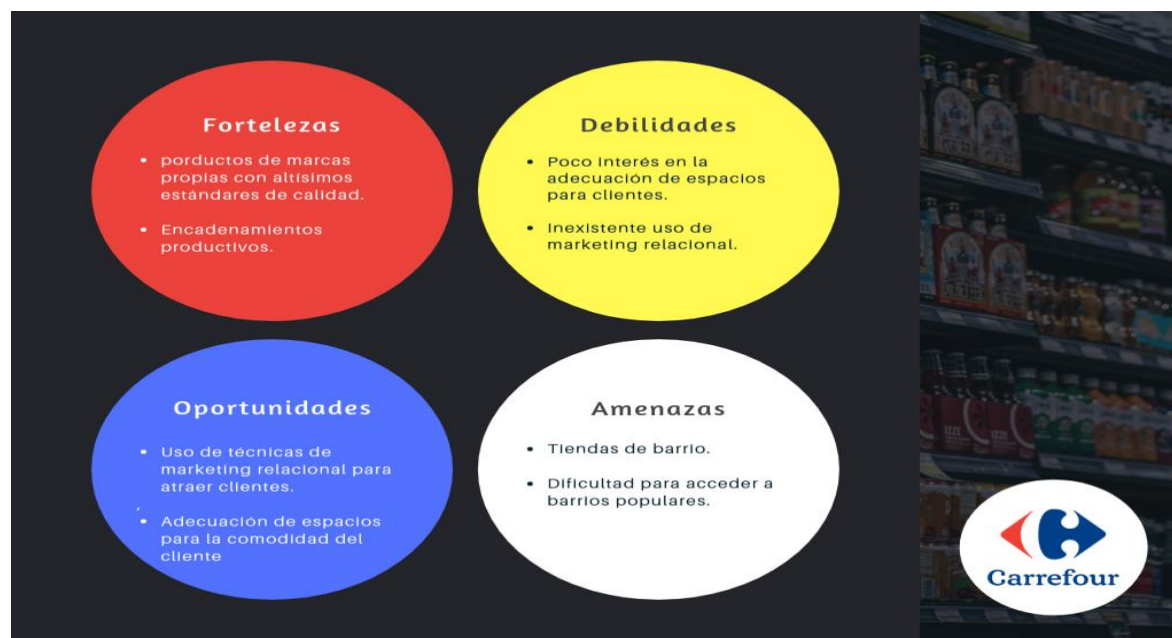 Fortelezas
• porductos de marcas
propias con altísimos
estándares de calidad.
• Encadenamientos
productivos.
Debilidades
• Poco interés en la
adecuación de espacios
para clientes.
• Inexistente uso de
marketing relacional.
Oportunidades
• Uso de técnicas de
marketing relacional para
atraer clientes.
• Adecuación de espacios
para la comodidad del
cliente
Amenazas
• Tiendas de barrio.
• Dificultad para acceder a
barrios populares.
IZZE
IZZE
Carrefour